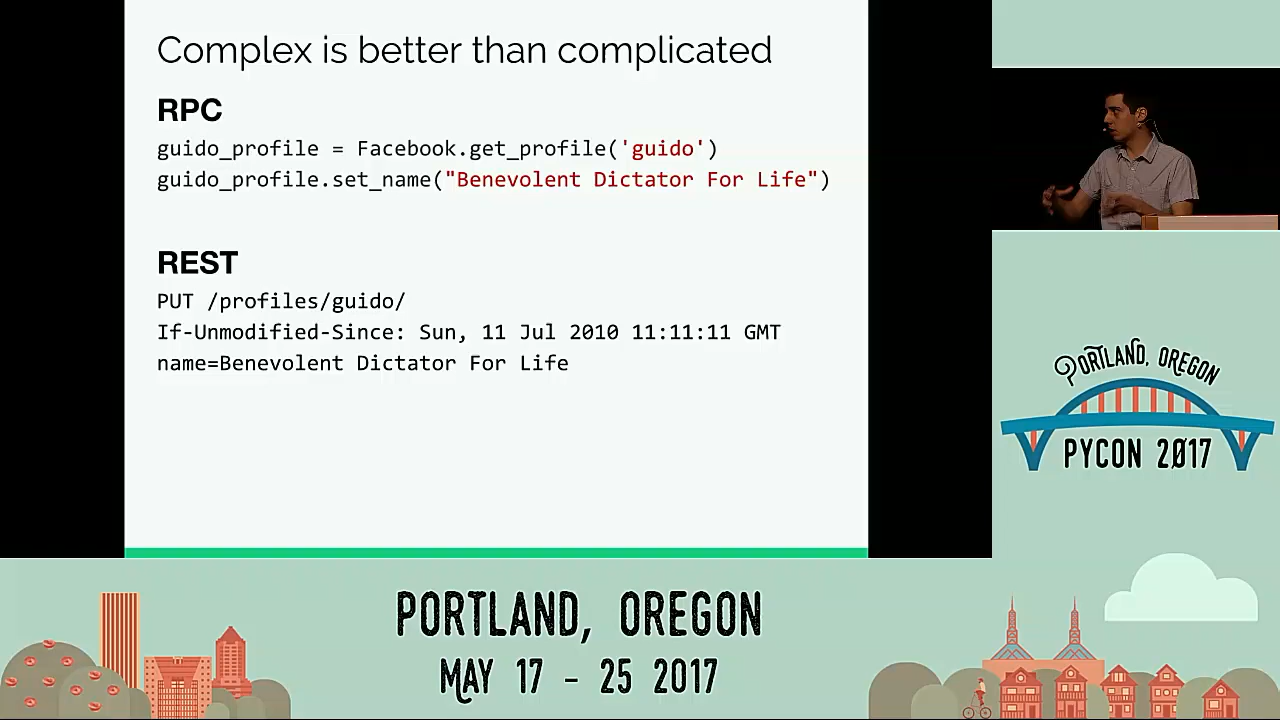 Complex is better than complicated
RPC
guido_profile = Facebook.get_profile('guido')
guido_profile.set_name("Benevolent Dictator For Life")
REST
PUT /profiles/guido/
If-Unmodified-Since: Sun, 11 Jul 2010 11:11:11 GMT
name=Benevolent Dictator For Life
PORTLAND, OREGON
PYCON 2017
PORTLAND, OREGON
MAY 17 - 25 2017